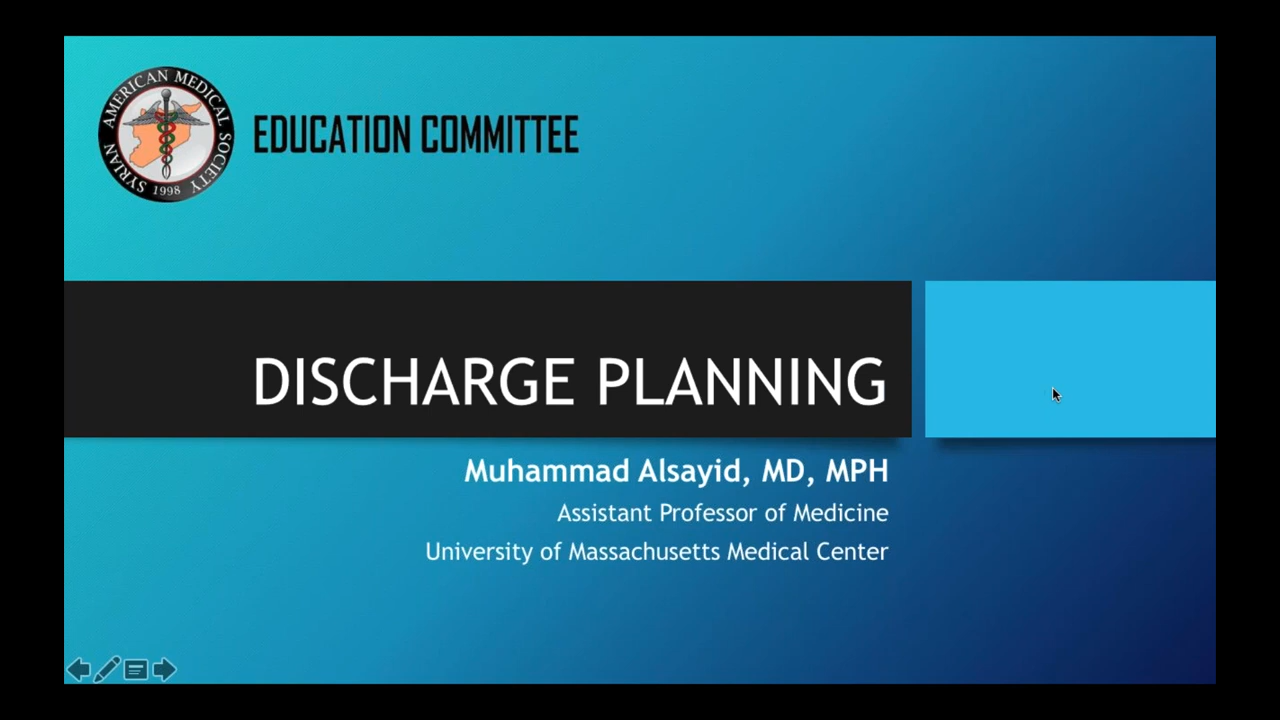 SYRIAN AMERICAN MEDICAL SOCIETY
1998
EDUCATION COMMITTEE
DISCHARGE PLANNING
Muhammad Alsayid, MD, MPH
Assistant Professor of Medicine
University of Massachusetts Medical Center